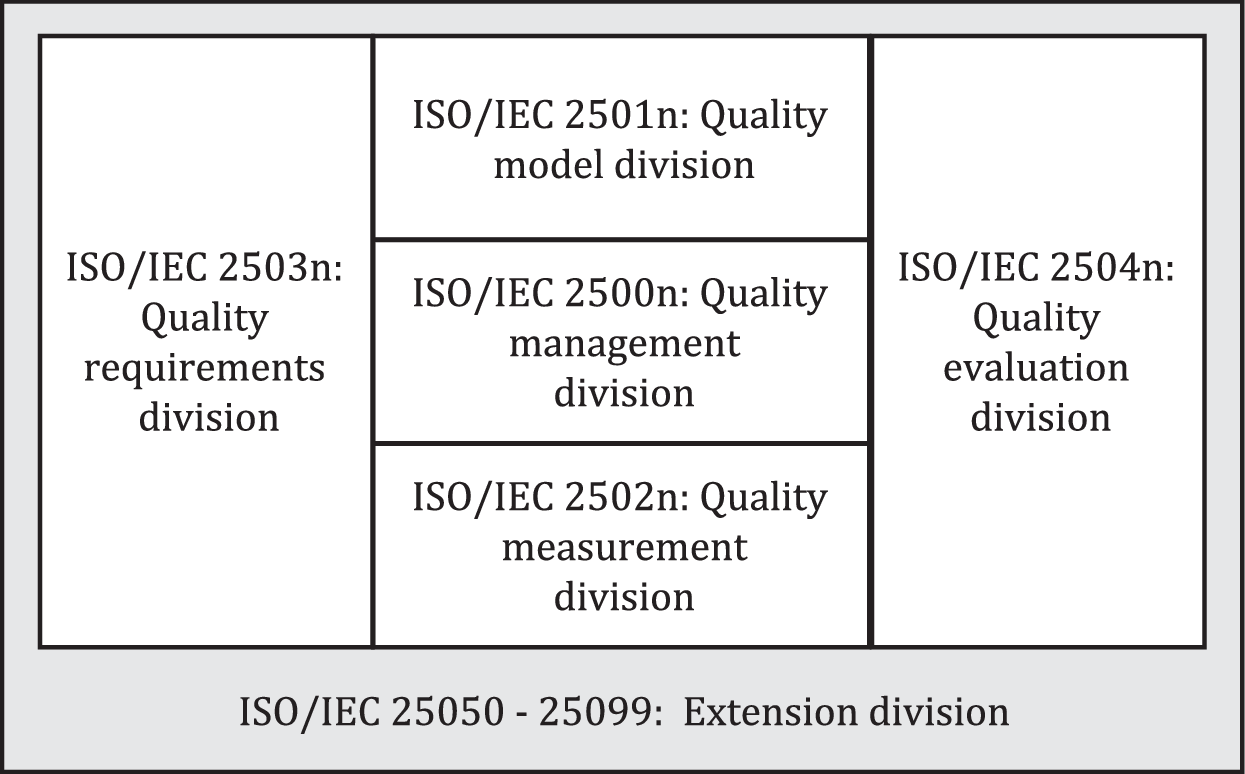 ISO/IEC 2503n:
Quality
requirements
division
ISO/IEC 2501n: Quality
model division
ISO/IEC 2500n: Quality
management
division
ISO/IEC 2502n: Quality
measurement
division
ISO/IEC 2504n:
Quality
evaluation
division
ISO/IEC 25050 - 25099: Extension division